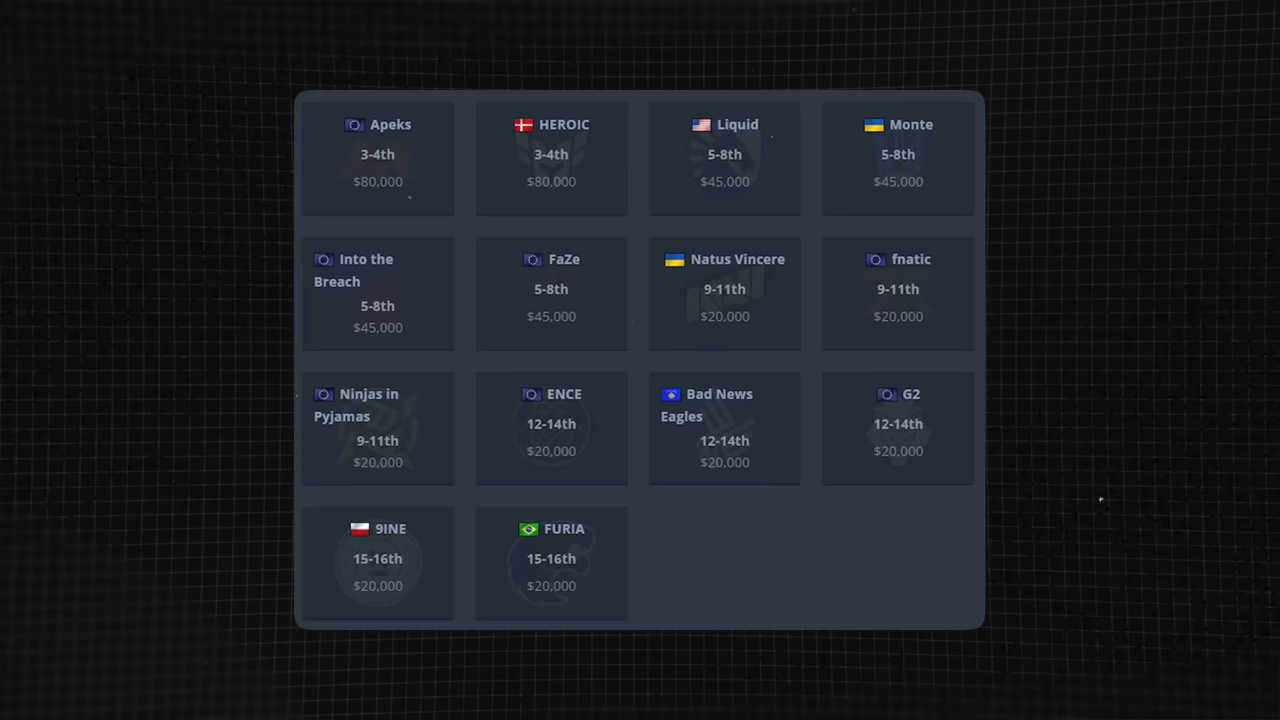 Apeks
3-4th
$80,000
HEROIC
3-4th
$80,000
Liquid
5-8th
$45,000
Monte
5-8th
$45,000
Into the
Breach
5-8th
$45,000
FaZe
5-8th
$45,000
Natus Vincere
9-11th
$20,000
fnatic
9-11th
$20,000
Ninjas in
Pyjamas
9-11th
$20,000
ENCE
12-14th
$20,000
Bad News
Eagles
12-14th
$20,000
G2
12-14th
$20,000
9INE
15-16th
$20,000
FURIA
15-16th
$20,000